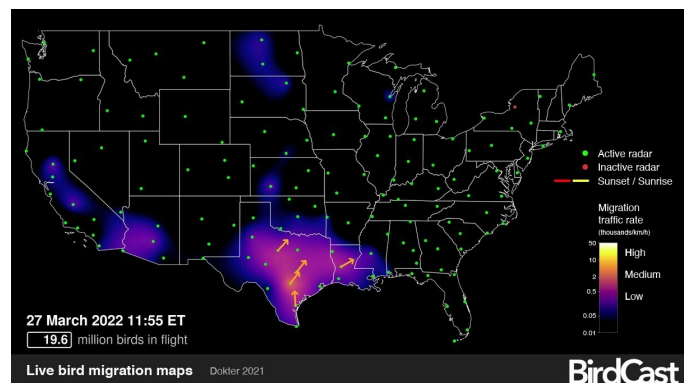 Active radar
Inactive radar
Sunset / Sunrise
Migration
traffic rate
(thousands/km/h)
50
High
10
Medium
2
0.5
Low
0.05
0.01
27 March 2022 11:55 ET
19.6 million birds in flight
Live bird migration maps Dokter 2021
BirdCast